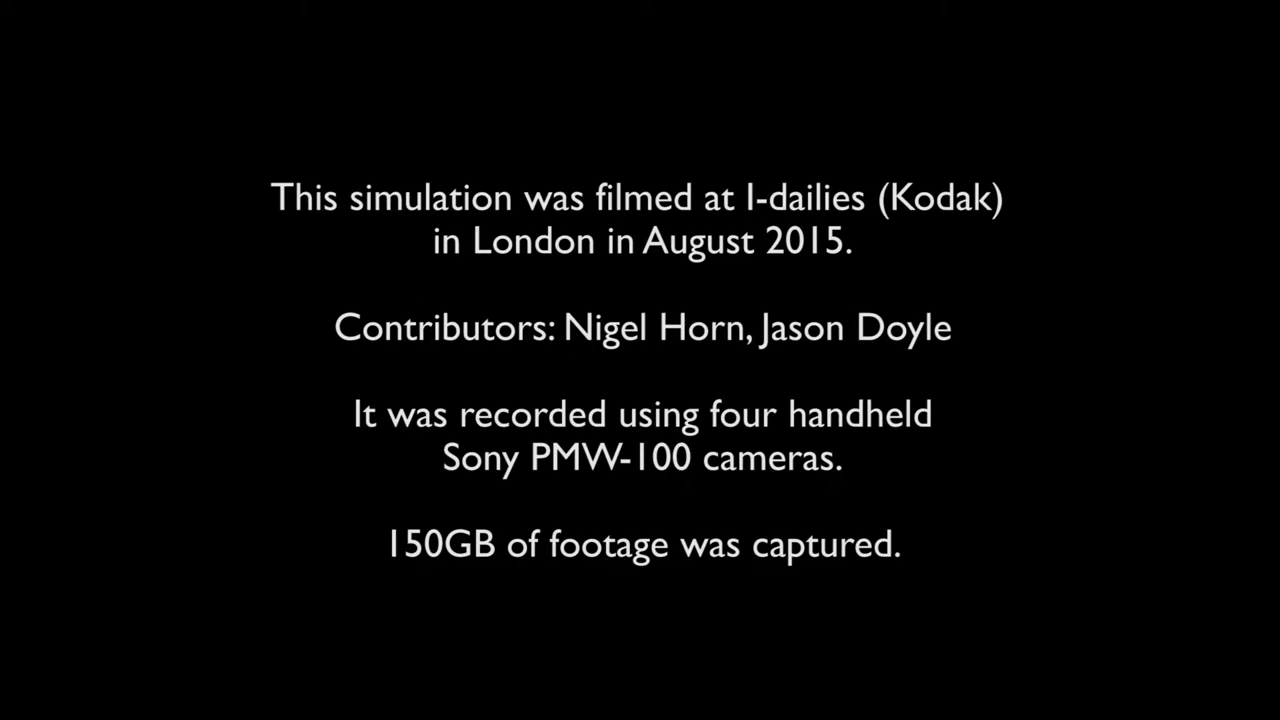 This simulation was filmed at I-dailies (Kodak)
in London in August 2015.
Contributors: Nigel Horn, Jason Doyle
It was recorded using four handheld
Sony PMW-100 cameras.
150GB of footage was captured.